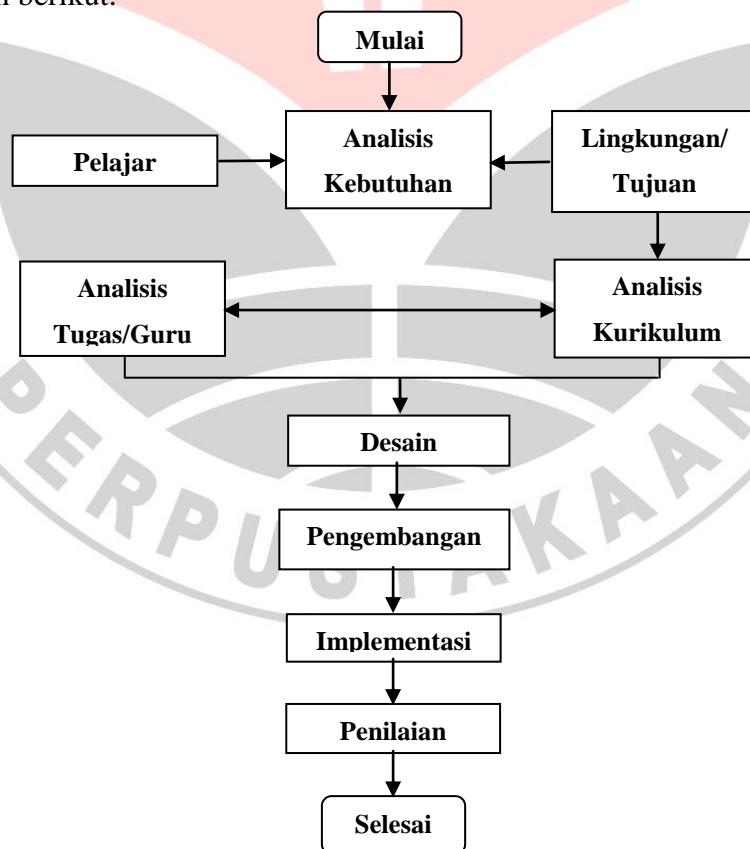 berikut:
Mulai
Analisis
Kebutuhan
Lingkungan/
Tujuan
Pelajar
Analisis
Tugas/Guru
Analisis
Kurikulum
Desain
Pengembangan
Implementasi
Penilaian
Selesai
PERPUSTAKAAN